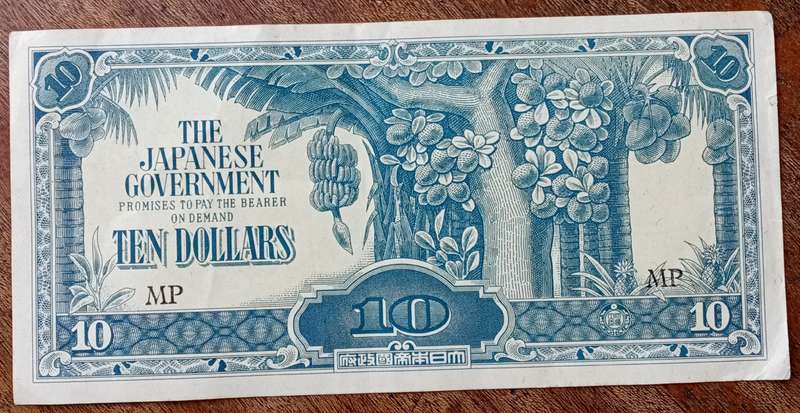 10
10
THE
JAPANESE
GOVERNMENT
PROMISES TO PAY THE BEARER
ON DEMAND
TEN DOLLARS
MP
MP
10
10
10
府政國帝本日大